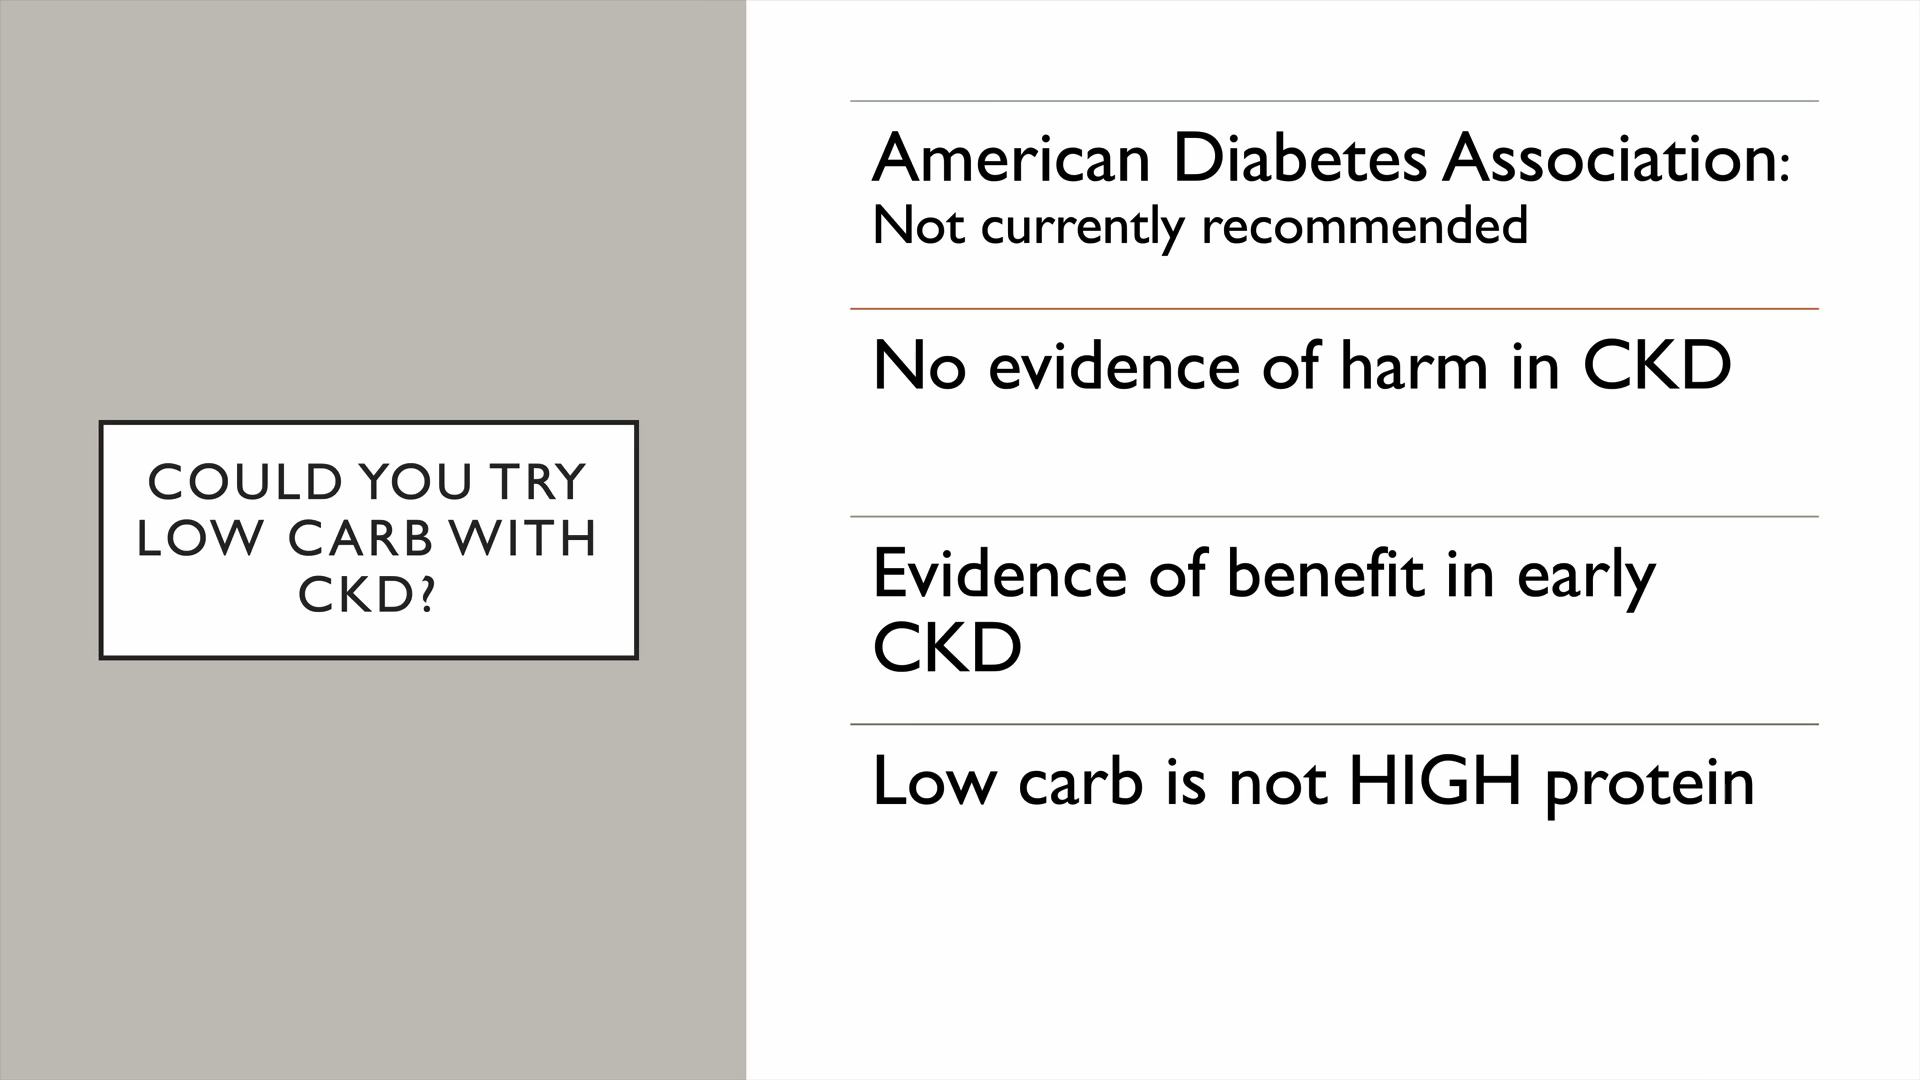 COULD YOU TRY
LOW CARB WITH
CKD?
American Diabetes Association:
Not currently recommended
No evidence of harm in CKD
Evidence of benefit in early
CKD
Low carb is not HIGH protein